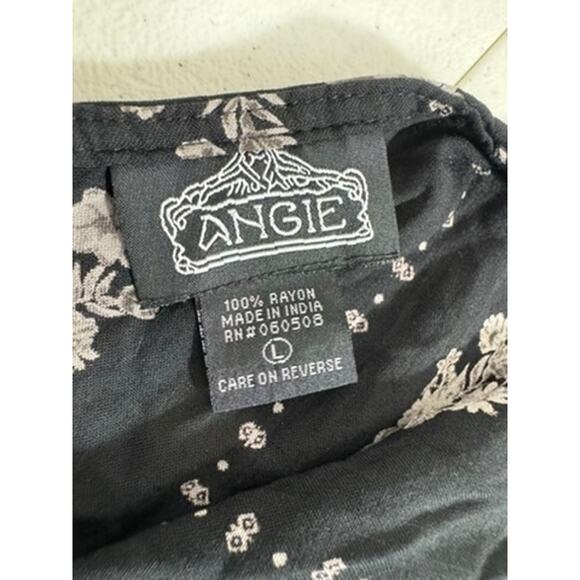 ANGIE
100% RAYON
MADE IN INDIA
RN# 060508
L
CARE ON REVERSE